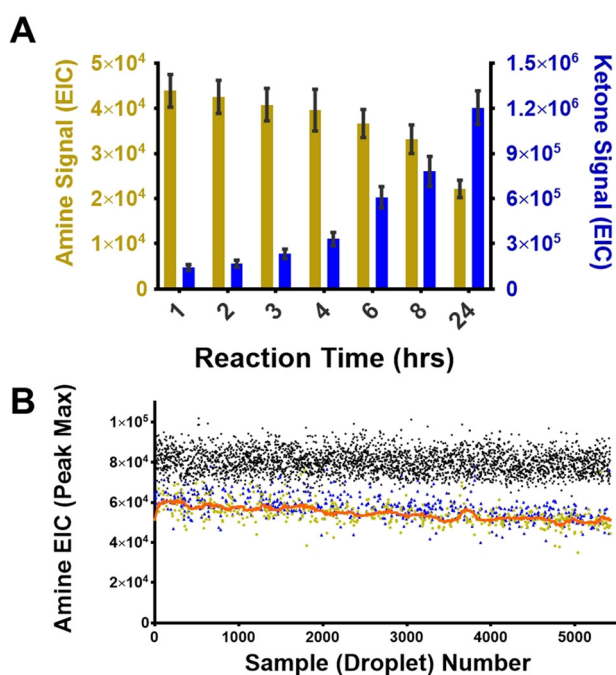 A
Amine Signal (EIC)
5×10⁴
4×10⁴
3×10⁴
2×10⁴
1×10⁴
0
1.5×10⁶
1.2×10⁶
9×10⁵
6×10⁵
3×10⁵
0
Ketone Signal (EIC)
1 2 3 4 6 8 24
Reaction Time (hrs)
B
Amine EIC (Peak Max)
1×10⁵
8×10⁴
6×10⁴
4×10⁴
2×10⁴
0
0 1000 2000 3000 4000 5000
Sample (Droplet) Number